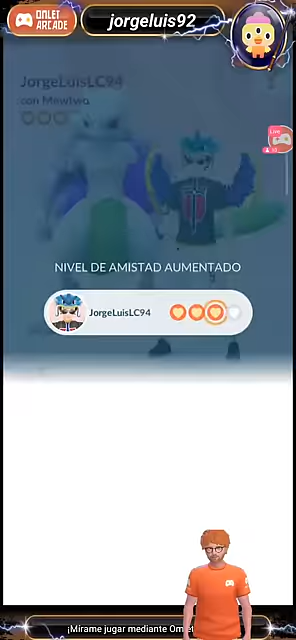 OMLET
ARCADE
jorgeluis92
JorgeLuisLC94
con Mewtwo
Live
NIVEL DE AMISTAD AUMENTADO
JorgeLuisLC94
¡Mírame jugar mediante Omlet